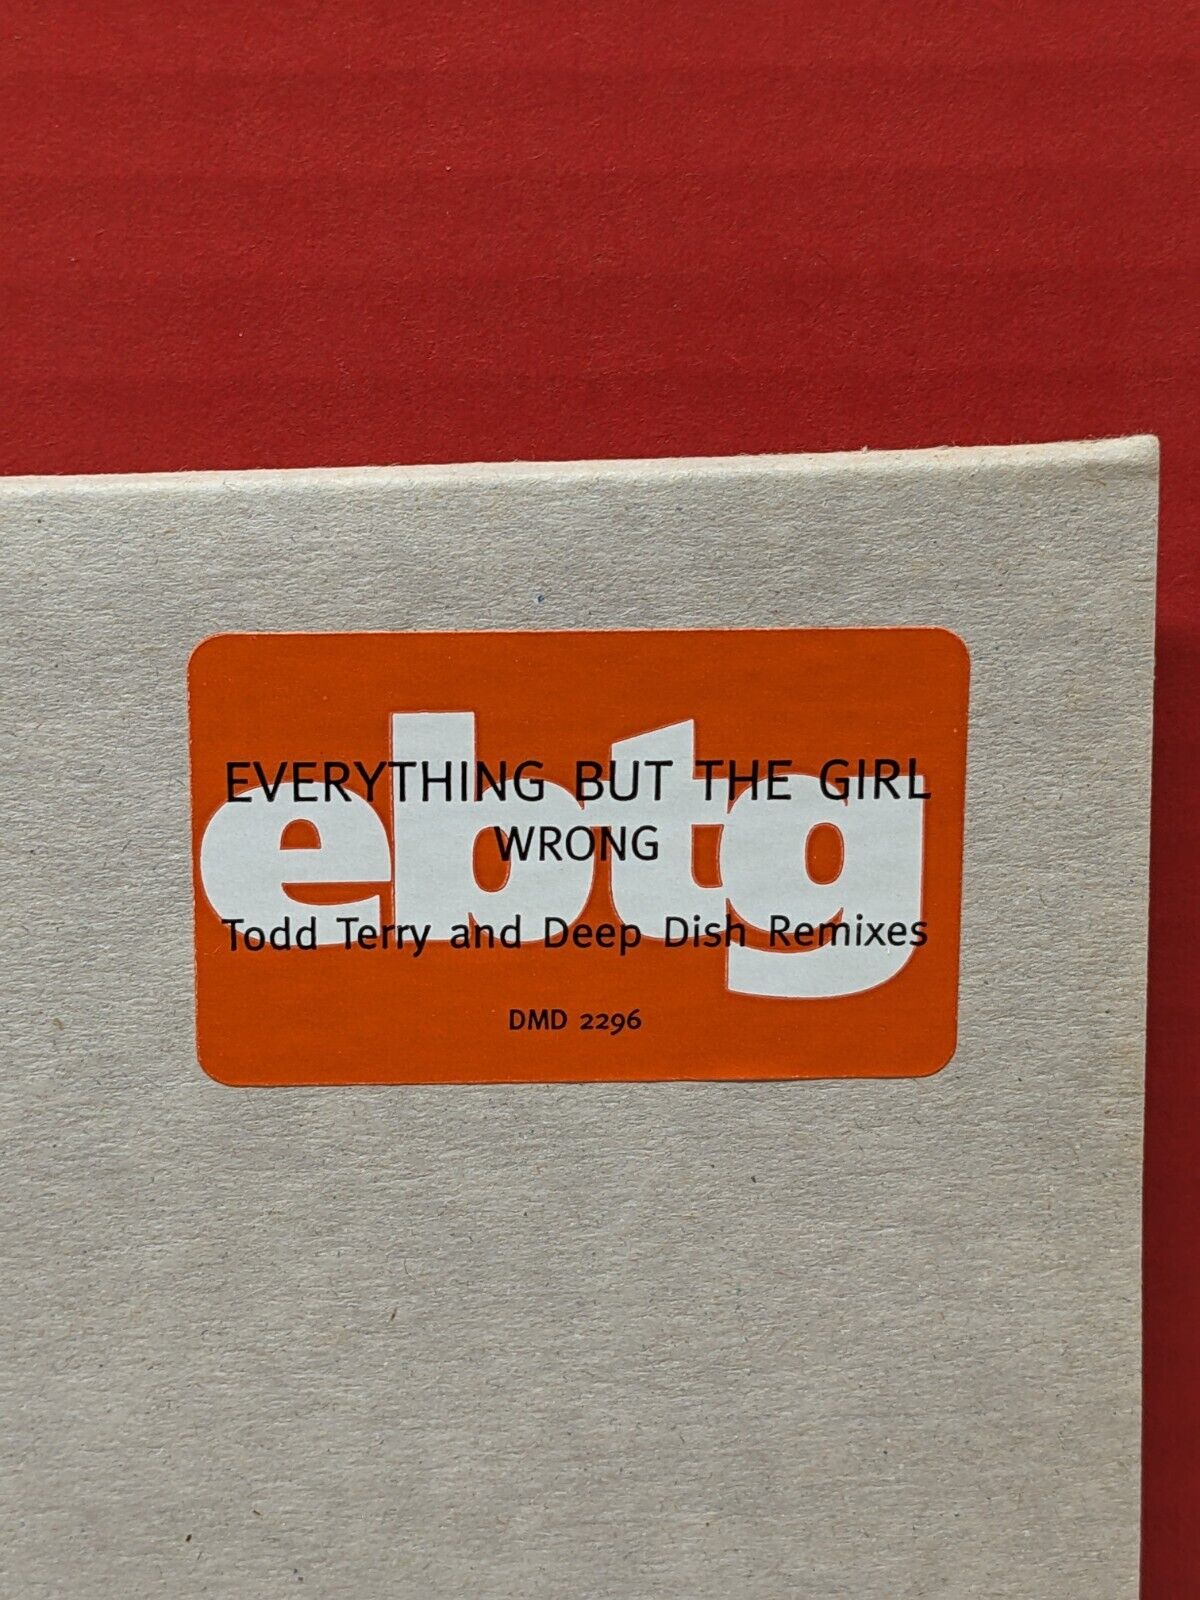 ebtg
EVERYTHING BUT THE GIRL
WRONG
Todd Terry and Deep Dish Remixes
DMD 2296